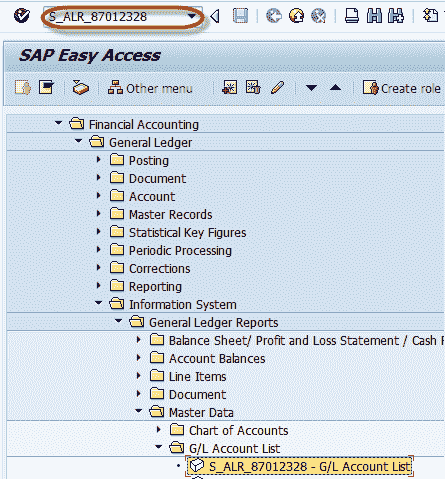 S_ALR_87012328
SAP Easy Access
Other menu
Create role
Financial Accounting
General Ledger
Posting
Document
Account
Master Records
Statistical Key Figures
Periodic Processing
Corrections
Reporting
Information System
General Ledger Reports
Balance Sheet/ Profit and Loss Statement / Cash
Account Balances
Line Items
Document
Master Data
Chart of Accounts
G/L Account List
S_ALR_87012328 - G/L Account List